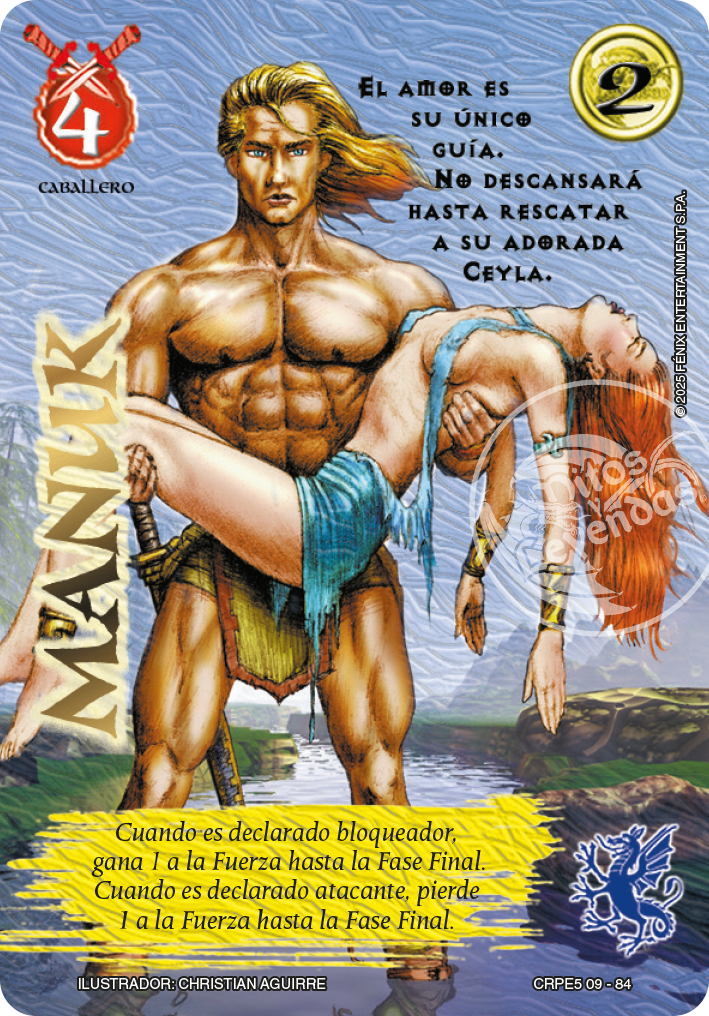 4
CABALLERO
2
El amor es
su único
guía.
No descansará
hasta rescatar
a su adorada
Ceyla.
© 2025 FÉNIX ENTERTAINMENT S.P.A.
MANUK
Mitos
y
Leyendas
Cuando es declarado bloqueador,
gana 1 a la Fuerza hasta la Fase Final.
Cuando es declarado atacante, pierde
1 a la Fuerza hasta la Fase Final.
ILUSTRADOR: CHRISTIAN AGUIRRE
CRPE5 09 - 84